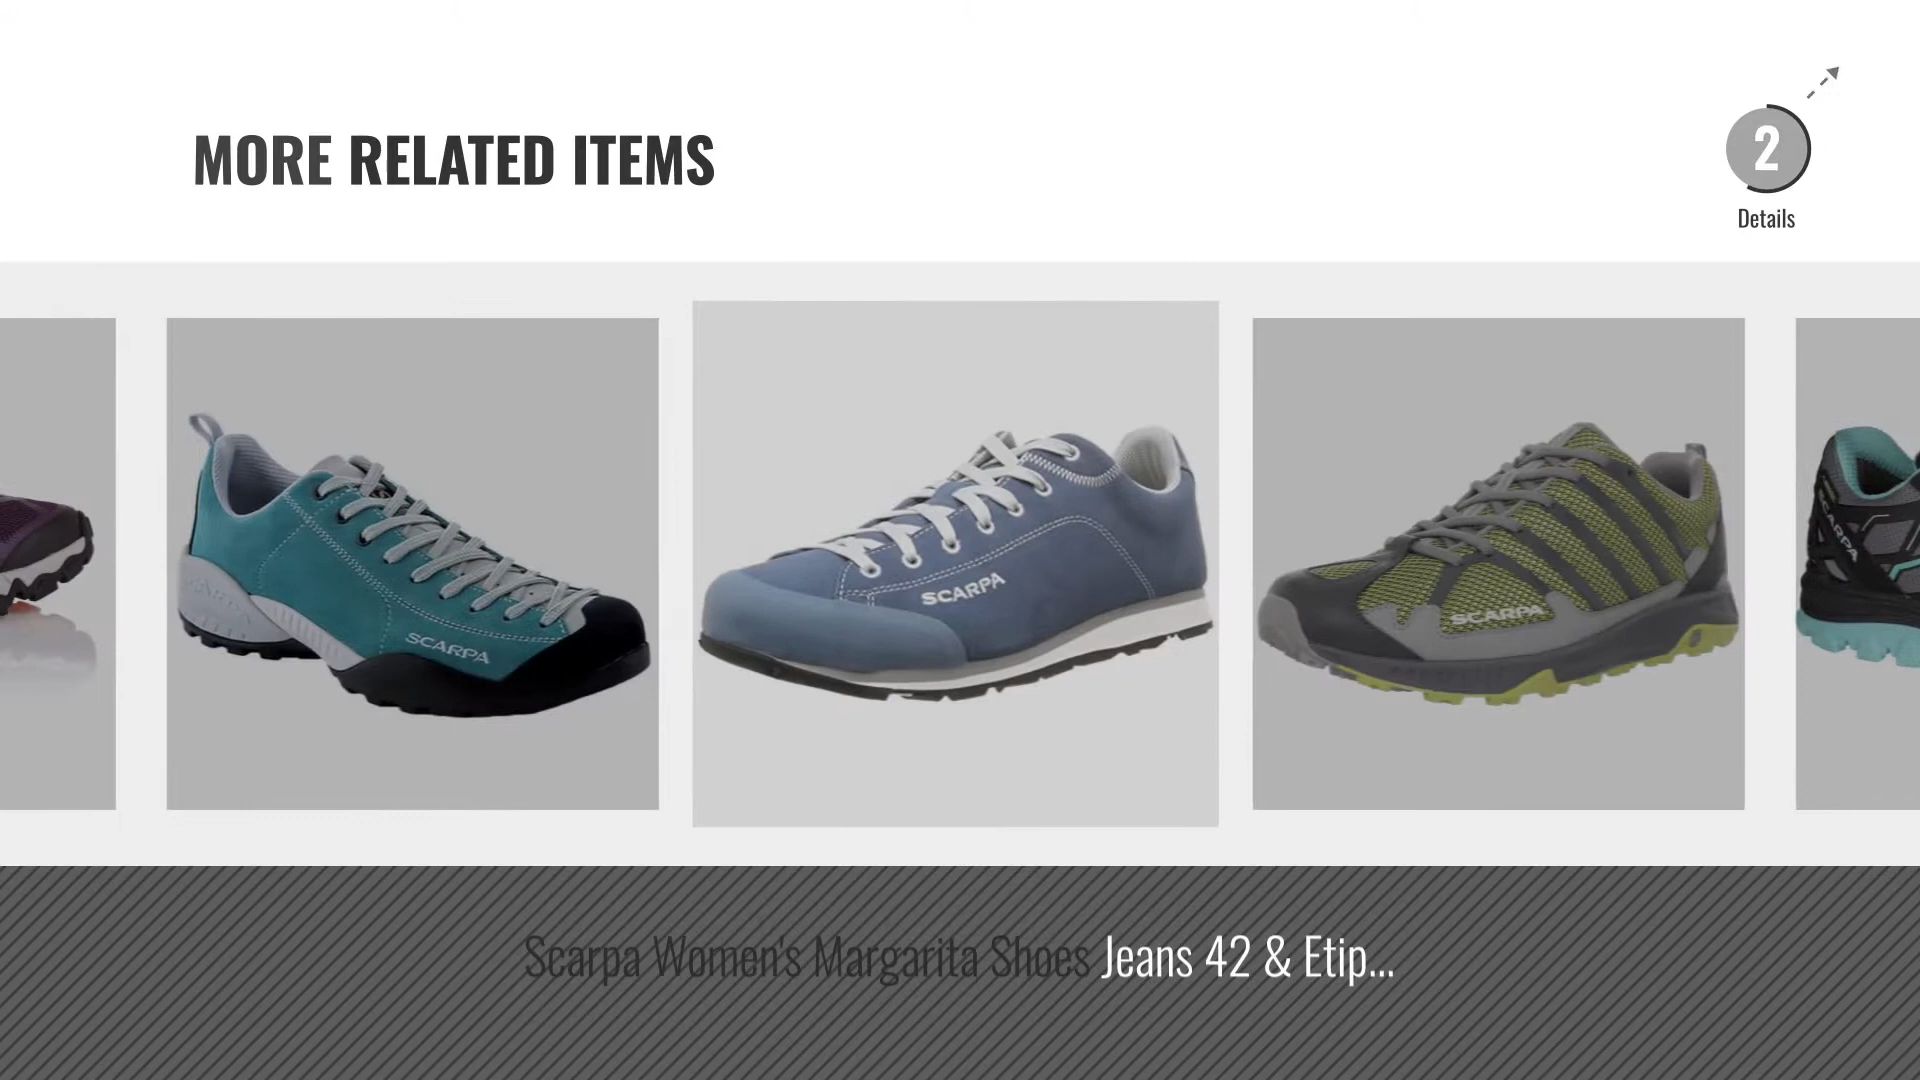 MORE RELATED ITEMS
2
Details
SCARPA
SCARPA
SCARPA
SCARPA
Scarpa Women's Margarita Shoes Jeans 42 & Etip...